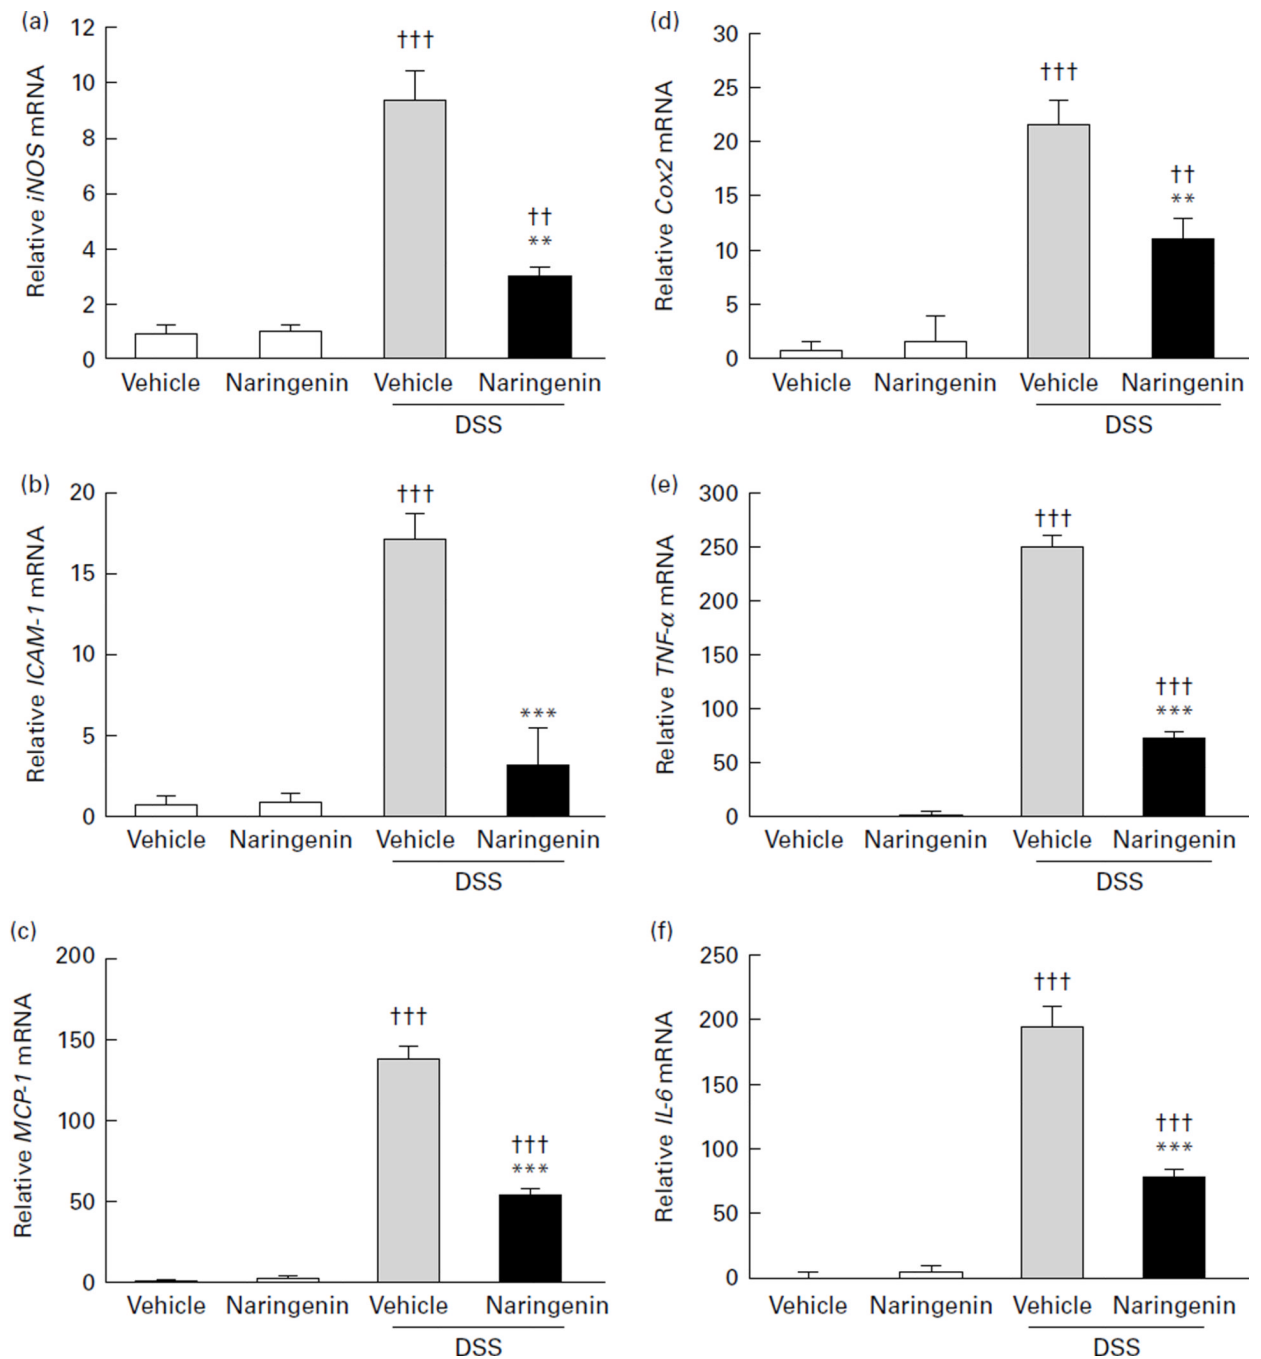 (a)
Relative iNOS mRNA
12
10
8
6
4
2
0
†††
††
**
Vehicle Naringenin Vehicle Naringenin
DSS
(d)
Relative Cox2 mRNA
30
25
20
15
10
5
0
†††
††
**
Vehicle Naringenin Vehicle Naringenin
DSS
(b)
Relative ICAM-1 mRNA
20
15
10
5
0
†††
***
Vehicle Naringenin Vehicle Naringenin
DSS
(e)
Relative TNF-α mRNA
300
250
200
150
100
50
0
†††
†††
***
Vehicle Naringenin Vehicle Naringenin
DSS
(c)
Relative MCP-1 mRNA
200
150
100
50
0
†††
†††
***
Vehicle Naringenin Vehicle Naringenin
DSS
(f)
Relative IL-6 mRNA
250
200
150
100
50
0
†††
†††
***
Vehicle Naringenin Vehicle Naringenin
DSS